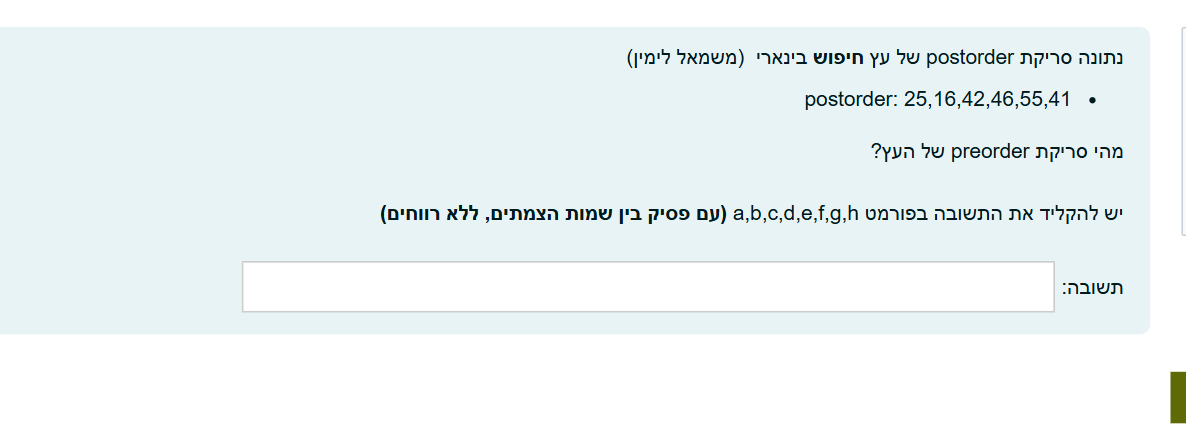 נתונה סריקת postorder של עץ חיפוש בינארי (משמאל לימין)
• postorder: 25,16,42,46,55,41
מהי סריקת preorder של העץ?
יש להקליד את התשובה בפורמט a,b,c,d,e,f,g,h (עם פסיק בין שמות הצמתים, ללא רווחים)
תשובה: